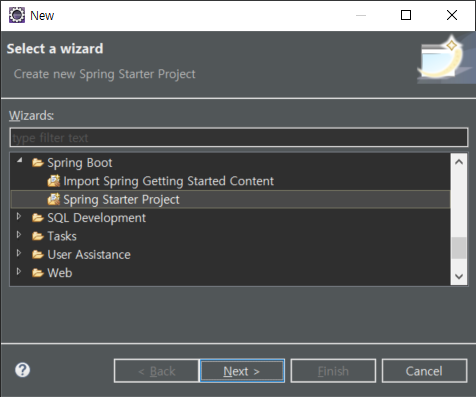 New
Select a wizard
Create new Spring Starter Project
Wizards:
type filter text
Spring Boot
Import Spring Getting Started Content
Spring Starter Project
SQL Development
Tasks
User Assistance
Web
? < Back Next > Finish Cancel